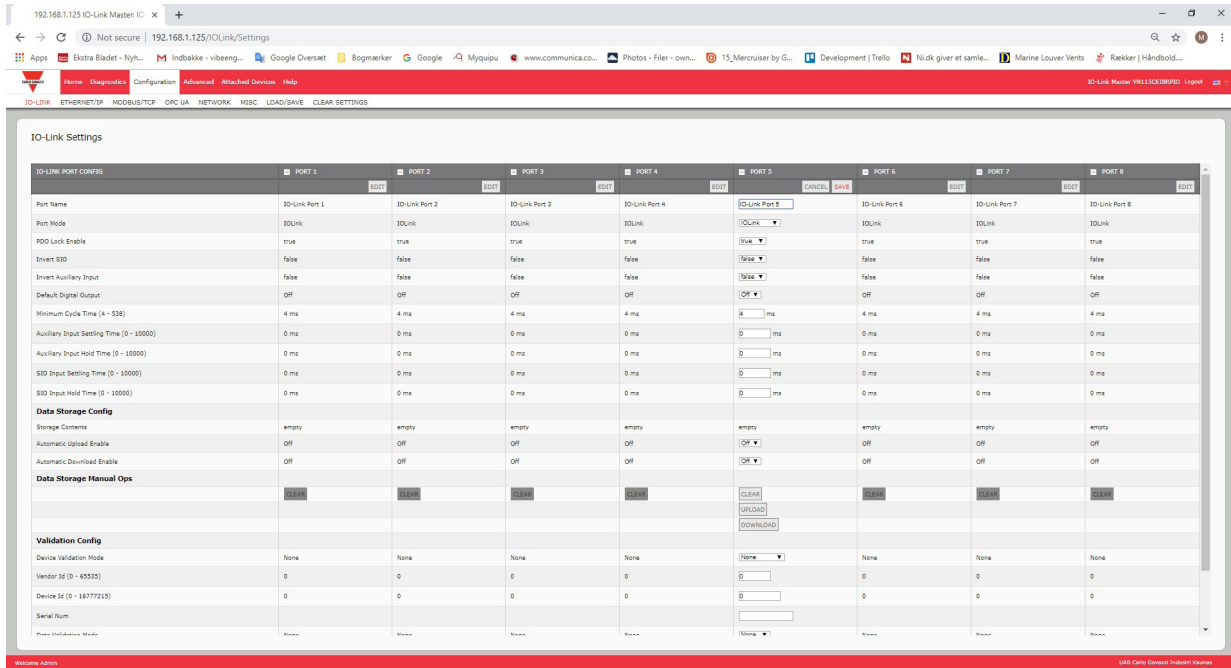 192.168.1.125 IO-Link Master: IO
Not secure | 192.168.1.125/IOLink/Settings
Apps Ekstra Bladet - Nyh... Indbakke - vibeeng... Google Oversæt Bogmærker Google Myquipu www.communica.co... Photos - Filer - own... 15_Mercruiser by G... Development | Trello Ni.dk giver et samle... Marine Louver Vents Rækker | Håndbold....
CARLO GAVAZZI Home Diagnostics Configuration Advanced Attached Devices Help IO-Link Master YN115CEI8RPIO Logout
IO-LINK ETHERNET/IP MODBUS/TCP OPC UA NETWORK MISC LOAD/SAVE CLEAR SETTINGS
IO-Link Settings
IO-LINK PORT CONFIG PORT 1 PORT 2 PORT 3 PORT 4 PORT 5 PORT 6 PORT 7 PORT 8
EDIT EDIT EDIT EDIT CANCEL SAVE EDIT EDIT EDIT
Port Name IO-Link Port 1 IO-Link Port 2 IO-Link Port 3 IO-Link Port 4 IO-Link Port 5 IO-Link Port 6 IO-Link Port 7 IO-Link Port 8
Port Mode IOLink IOLink IOLink IOLink IOLink IOLink IOLink IOLink
PDO Lock Enable true true true true true true true true
Invert SIO false false false false false false false false
Invert Auxiliary Input false false false false false false false false
Default Digital Output Off Off Off Off Off Off Off Off
Minimum Cycle Time (4 - 538) 4 ms 4 ms 4 ms 4 ms 4 ms 4 ms 4 ms 4 ms
Auxiliary Input Settling Time (0 - 10000) 0 ms 0 ms 0 ms 0 ms 0 ms 0 ms 0 ms 0 ms
Auxiliary Input Hold Time (0 - 10000) 0 ms 0 ms 0 ms 0 ms 0 ms 0 ms 0 ms 0 ms
SIO Input Settling Time (0 - 10000) 0 ms 0 ms 0 ms 0 ms 0 ms 0 ms 0 ms 0 ms
SIO Input Hold Time (0 - 10000) 0 ms 0 ms 0 ms 0 ms 0 ms 0 ms 0 ms 0 ms
Data Storage Config
Storage Contents empty empty empty empty empty empty empty empty
Automatic Upload Enable Off Off Off Off Off Off Off Off
Automatic Download Enable Off Off Off Off Off Off Off Off
Data Storage Manual Ops
CLEAR CLEAR CLEAR CLEAR CLEAR CLEAR CLEAR CLEAR
UPLOAD
DOWNLOAD
Validation Config
Device Validation Mode None None None None None None None None
Vendor Id (0 - 65535) 0 0 0 0 0 0 0 0
Device Id (0 - 16777215) 0 0 0 0 0 0 0 0
Serial Num
Data Validation Mode None None None None None None None None
Welcome Admin UAB Carlo Gavazzi Industri Kaunas